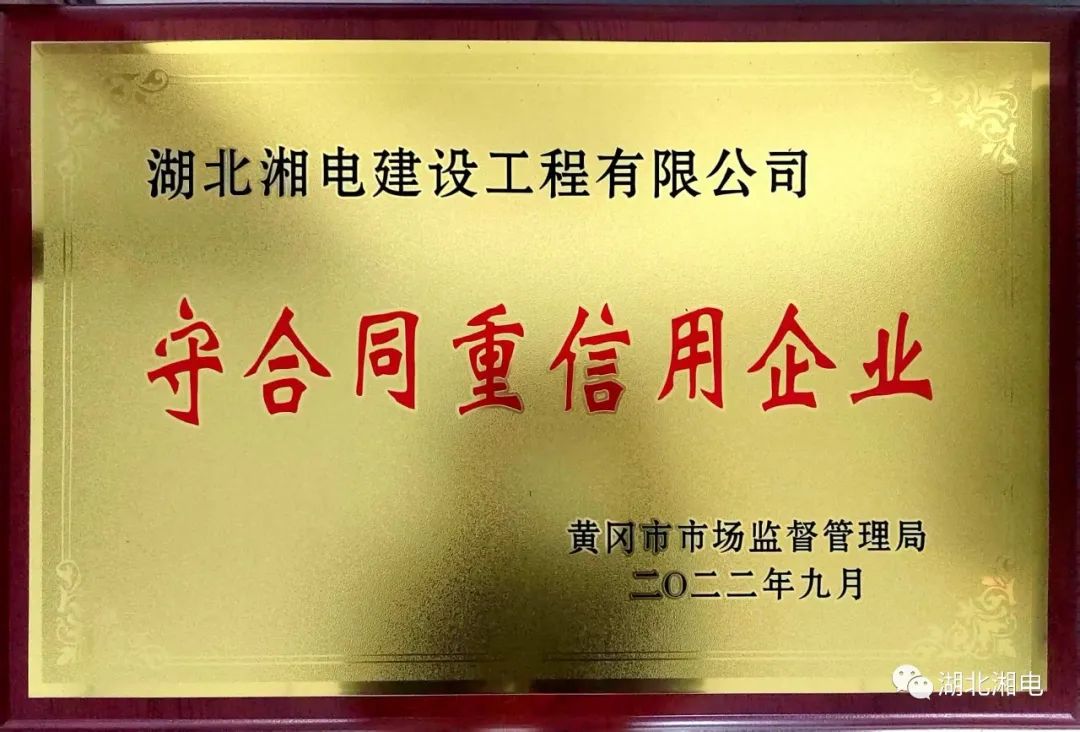 湖北湘电建设工程有限公司
守合同重信用企业
黄冈市市场监督管理局
二〇二二年九月
湖北湘电